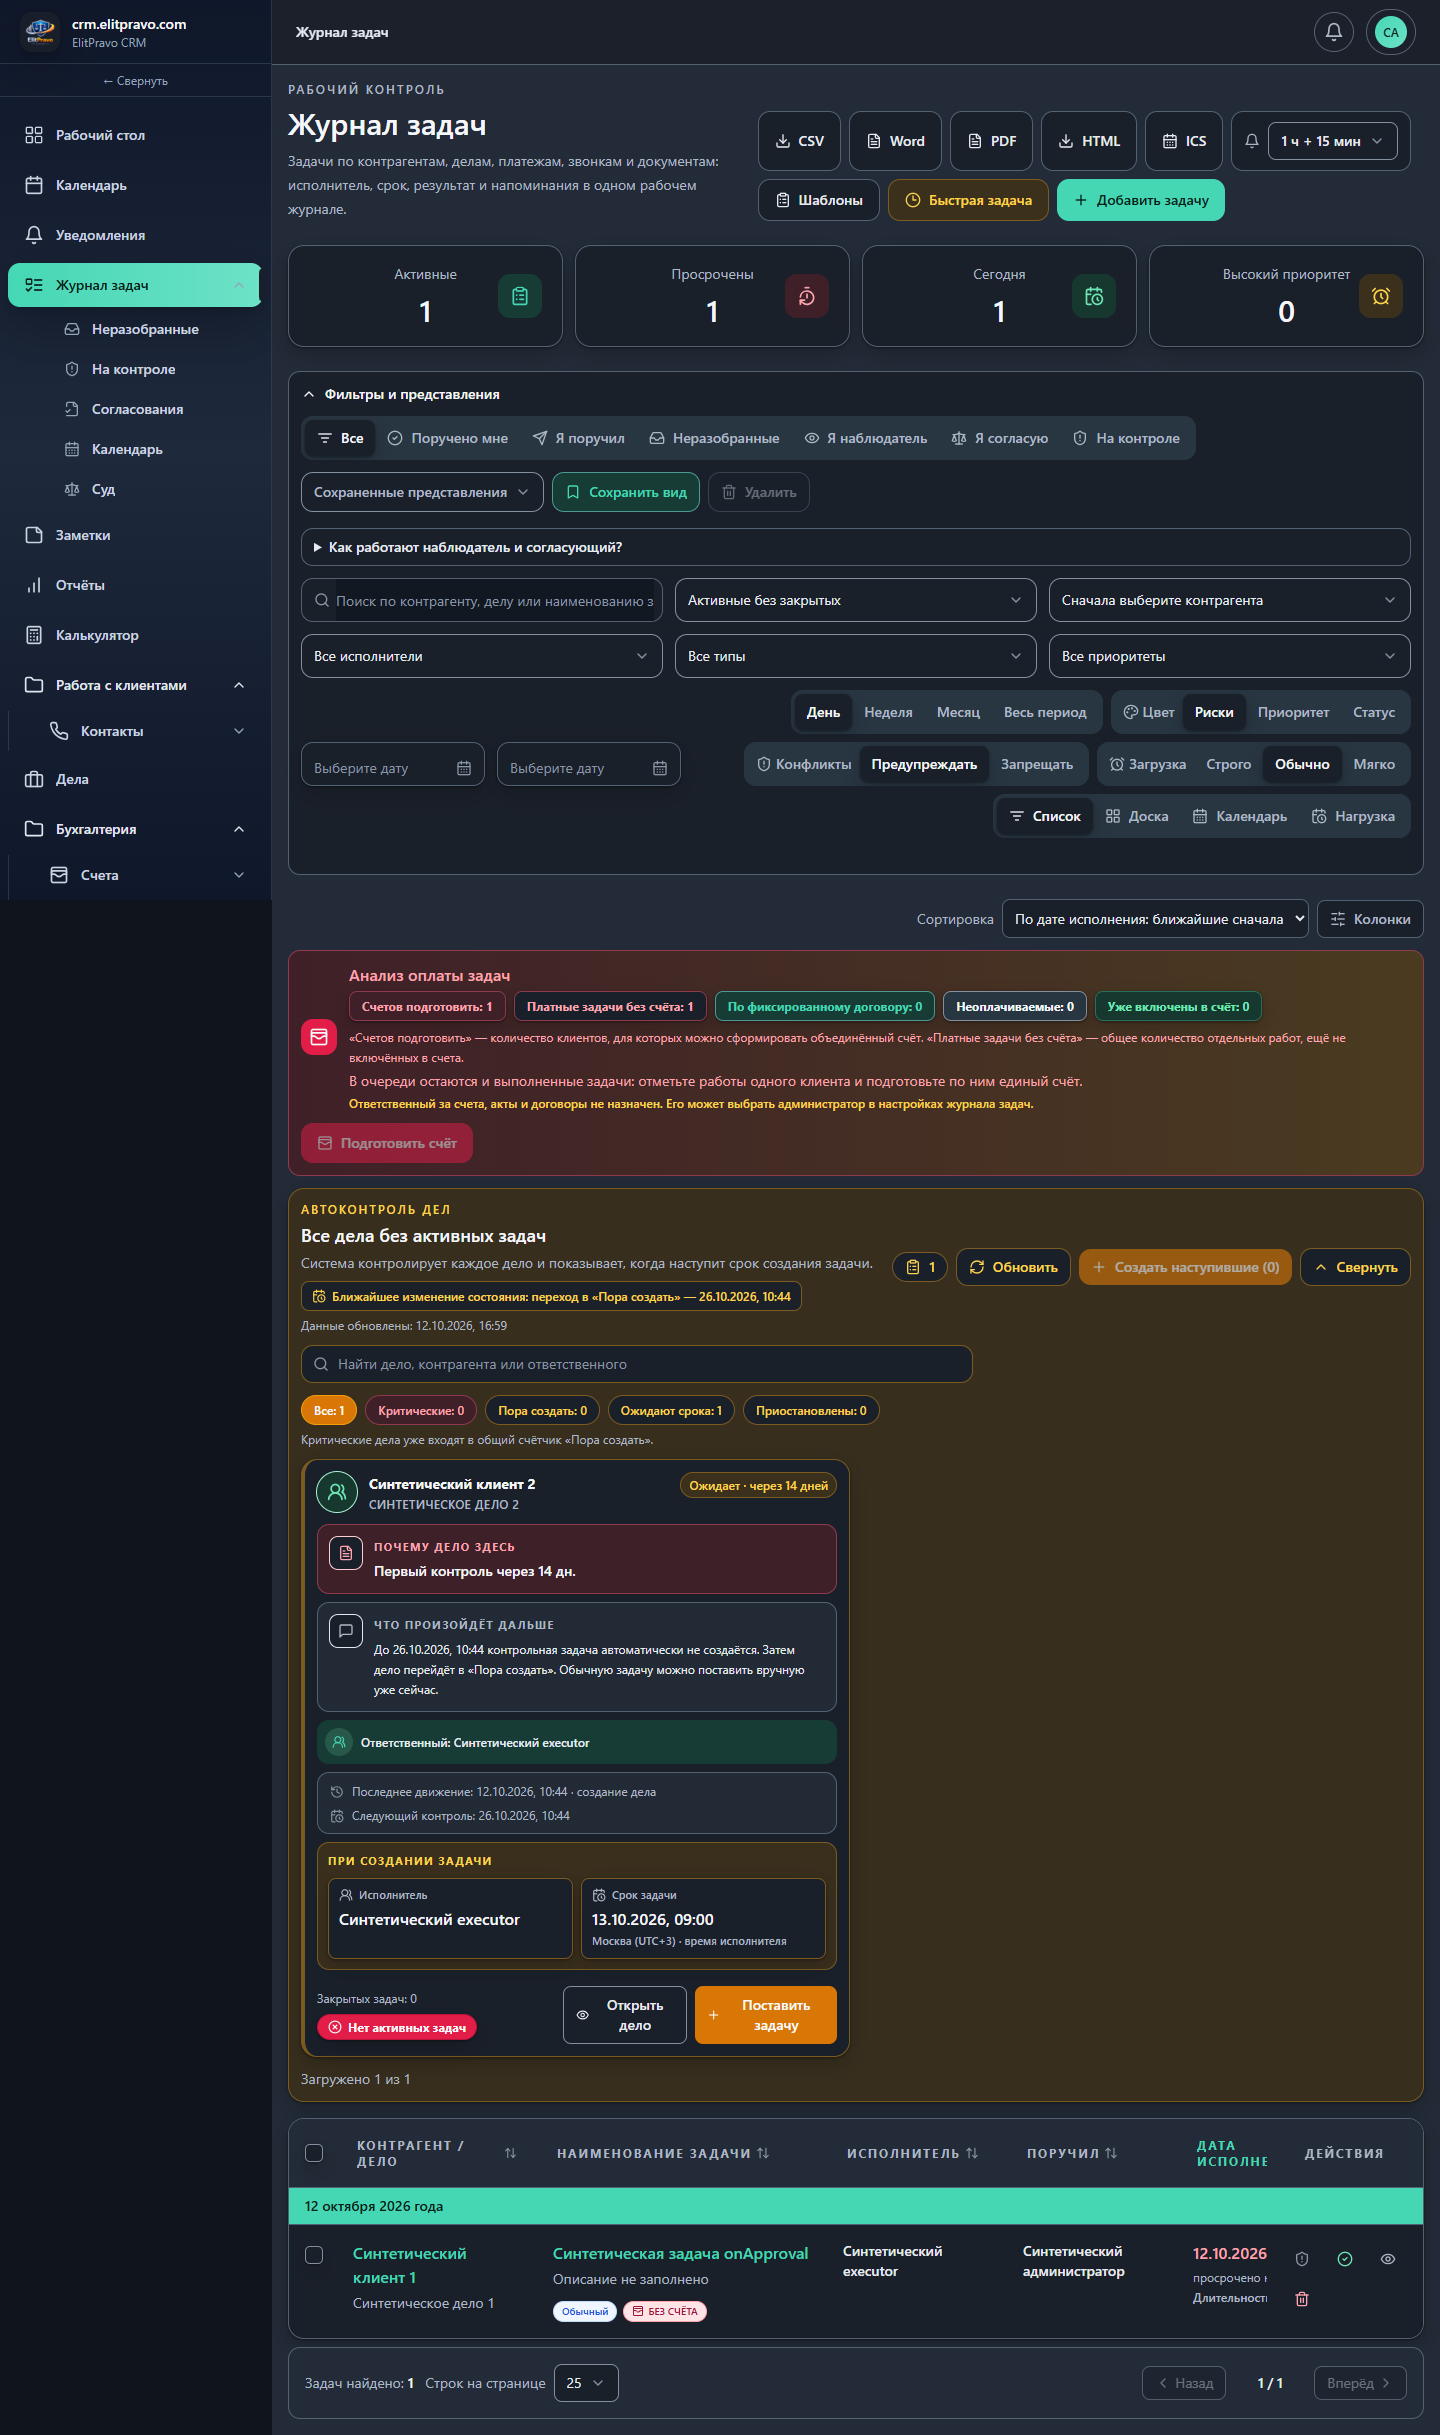 crm.elitpravo.com
ElitPravo CRM
← Свернуть
Рабочий стол
Календарь
Уведомления
Журнал задач
Неразобранные
На контроле
Согласования
Календарь
Суд
Заметки
Отчёты
Калькулятор
Работа с клиентами
Контакты
Дела
Бухгалтерия
Счета
Журнал задач
СА
РАБОЧИЙ КОНТРОЛЬ
Журнал задач
Задачи по контрагентам, делам, платежам, звонкам и документам:
исполнитель, срок, результат и напоминания в одном рабочем
журнале.
CSV
Word
PDF
HTML
ICS
1 ч + 15 мин
Шаблоны
Быстрая задача
Добавить задачу
Активные
1
Просрочены
1
Сегодня
1
Высокий приоритет
0
Фильтры и представления
Все
Поручено мне
Я поручил
Неразобранные
Я наблюдатель
Я согласую
На контроле
Сохраненные представления
Сохранить вид
Удалить
Как работают наблюдатель и согласующий?
Поиск по контрагенту, делу или наименованию з
Активные без закрытых
Сначала выберите контрагента
Все исполнители
Все типы
Все приоритеты
День Неделя Месяц Весь период
Цвет Риски Приоритет Статус
Выберите дату
Выберите дату
Конфликты Предупреждать Запрещать
Загрузка Строго Обычно Мягко
Список Доска Календарь Нагрузка
Сортировка
По дате исполнения: ближайшие сначала
Колонки
Анализ оплаты задач
Счетов подготовить: 1
Платные задачи без счёта: 1
По фиксированному договору: 0
Неоплачиваемые: 0
Уже включены в счёт: 0
«Счетов подготовить» — количество клиентов, для которых можно сформировать объединённый счёт. «Платные задачи без счёта» — общее количество отдельных работ, ещё не
включённых в счета.
В очереди остаются и выполненные задачи: отметьте работы одного клиента и подготовьте по ним единый счёт.
Ответственный за счета, акты и договоры не назначен. Его может выбрать администратор в настройках журнала задач.
Подготовить счёт
АВТОКОНТРОЛЬ ДЕЛ
Все дела без активных задач
Система контролирует каждое дело и показывает, когда наступит срок создания задачи.
1
Обновить
Создать наступившие (0)
Свернуть
Ближайшее изменение состояния: переход в «Пора создать» — 26.10.2026, 10:44
Данные обновлены: 12.10.2026, 16:59
Найти дело, контрагента или ответственного
Все: 1
Критические: 0
Пора создать: 0
Ожидают срока: 1
Приостановлены: 0
Критические дела уже входят в общий счётчик «Пора создать».
Синтетический клиент 2
СИНТЕТИЧЕСКОЕ ДЕЛО 2
Ожидает · через 14 дней
ПОЧЕМУ ДЕЛО ЗДЕСЬ
Первый контроль через 14 дн.
ЧТО ПРОИЗОЙДЁТ ДАЛЬШЕ
До 26.10.2026, 10:44 контрольная задача автоматически не создаётся. Затем
дело перейдёт в «Пора создать». Обычную задачу можно поставить вручную
уже сейчас.
Ответственный: Синтетический executor
Последнее движение: 12.10.2026, 10:44 · создание дела
Следующий контроль: 26.10.2026, 10:44
ПРИ СОЗДАНИИ ЗАДАЧИ
Исполнитель
Синтетический executor
Срок задачи
13.10.2026, 09:00
Москва (UTC+3) · время исполнителя
Закрытых задач: 0
Нет активных задач
Открыть
дело
Поставить
задачу
Загружено 1 из 1
КОНТРАГЕНТ /
ДЕЛО
НАИМЕНОВАНИЕ ЗАДАЧИ
ИСПОЛНИТЕЛЬ
ПОРУЧИЛ
ДАТА
ИСПОЛНЕ
ДЕЙСТВИЯ
12 октября 2026 года
Синтетический
клиент 1
Синтетическое дело 1
Синтетическая задача onApproval
Описание не заполнено
Обычный
БЕЗ СЧЁТА
Синтетический
executor
Синтетический
администратор
12.10.2026
просрочено н
Длительность
Задач найдено: 1
Строк на странице
25
Назад
1 / 1
Вперёд